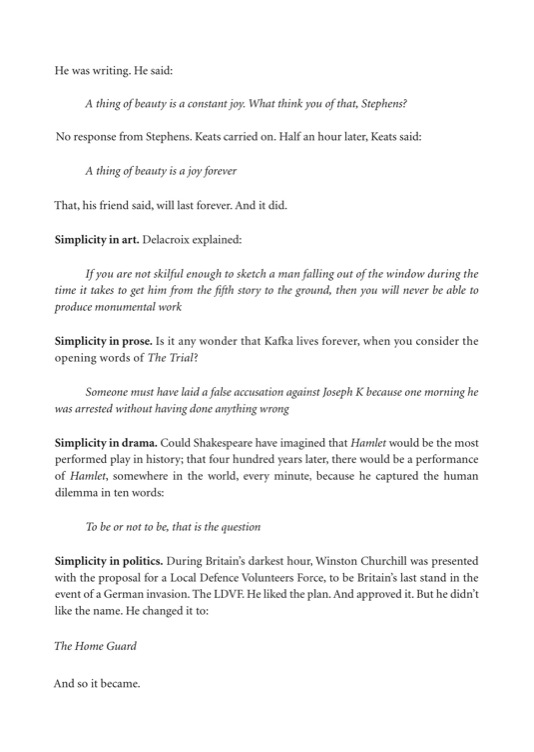 He was writing. He said:
A thing of beauty is a constant joy. What think you of that, Stephens?
No response from Stephens. Keats carried on. Half an hour later, Keats said:
A thing of beauty is a joy forever
That, his friend said, will last forever. And it did.
Simplicity in art. Delacroix explained:
If you are not skilful enough to sketch a man falling out of the window during the
time it takes to get him from the fifth story to the ground, then you will never be able to
produce monumental work
Simplicity in prose. Is it any wonder that Kafka lives forever, when you consider the
opening words of The Trial?
Someone must have laid a false accusation against Joseph K because one morning he
was arrested without having done anything wrong
Simplicity in drama. Could Shakespeare have imagined that Hamlet would be the most
performed play in history; that four hundred years later, there would be a performance
of Hamlet, somewhere in the world, every minute, because he captured the human
dilemma in ten words:
To be or not to be, that is the question
Simplicity in politics. During Britain's darkest hour, Winston Churchill was presented
with the proposal for a Local Defence Volunteers Force, to be Britain's last stand in the
event of a German invasion. The LDVF. He liked the plan. And approved it. But he didn't
like the name. He changed it to:
The Home Guard
And so it became.